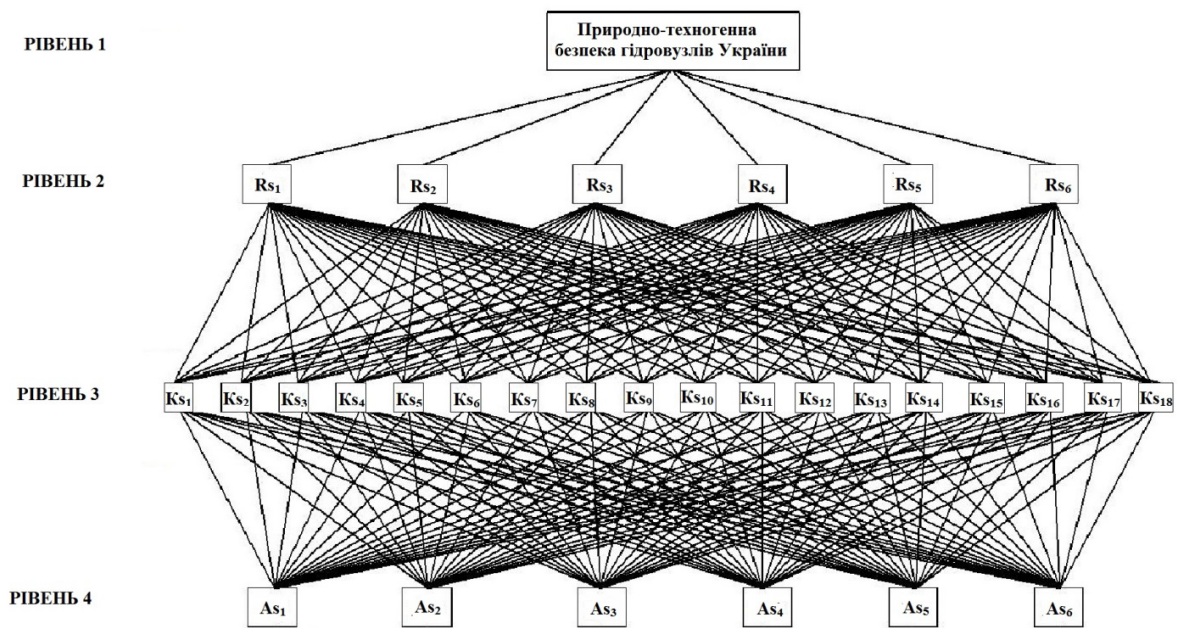 РІВЕНЬ 1
Природно-техногенна
безпека гідровузлів України
РІВЕНЬ 2
Rs1 Rs2 Rs3 Rs4 Rs5 Rs6
РІВЕНЬ 3
Ks1 Ks2 Ks3 Ks4 Ks5 Ks6 Ks7 Ks8 Ks9 Ks10 Ks11 Ks12 Ks13 Ks14 Ks15 Ks16 Ks17 Ks18
РІВЕНЬ 4
As1 As2 As3 As4 As5 As6